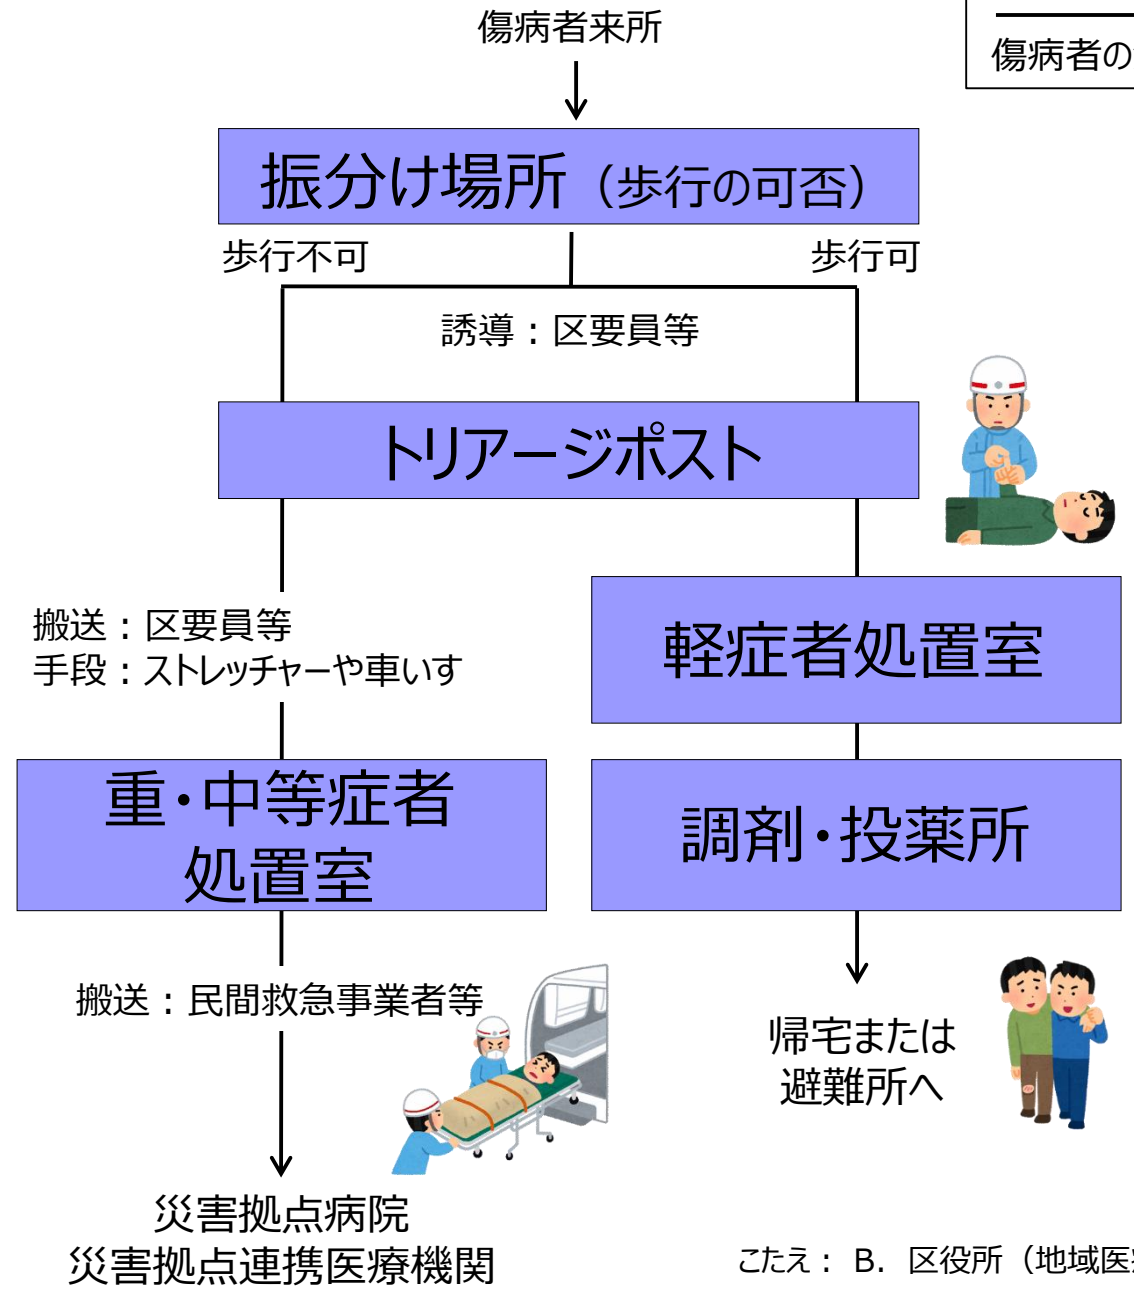 傷病者来所
傷病者の
振分け場所（歩行の可否）
歩行不可
歩行可
誘導：区要員等
トリアージポスト
搬送：区要員等
手段：ストレッチャーや車いす
軽症者処置室
重・中等症者
処置室
調剤・投薬所
搬送：民間救急事業者等
帰宅または
避難所へ
災害拠点病院
災害拠点連携医療機関
こたえ： B． 区役所（地域医